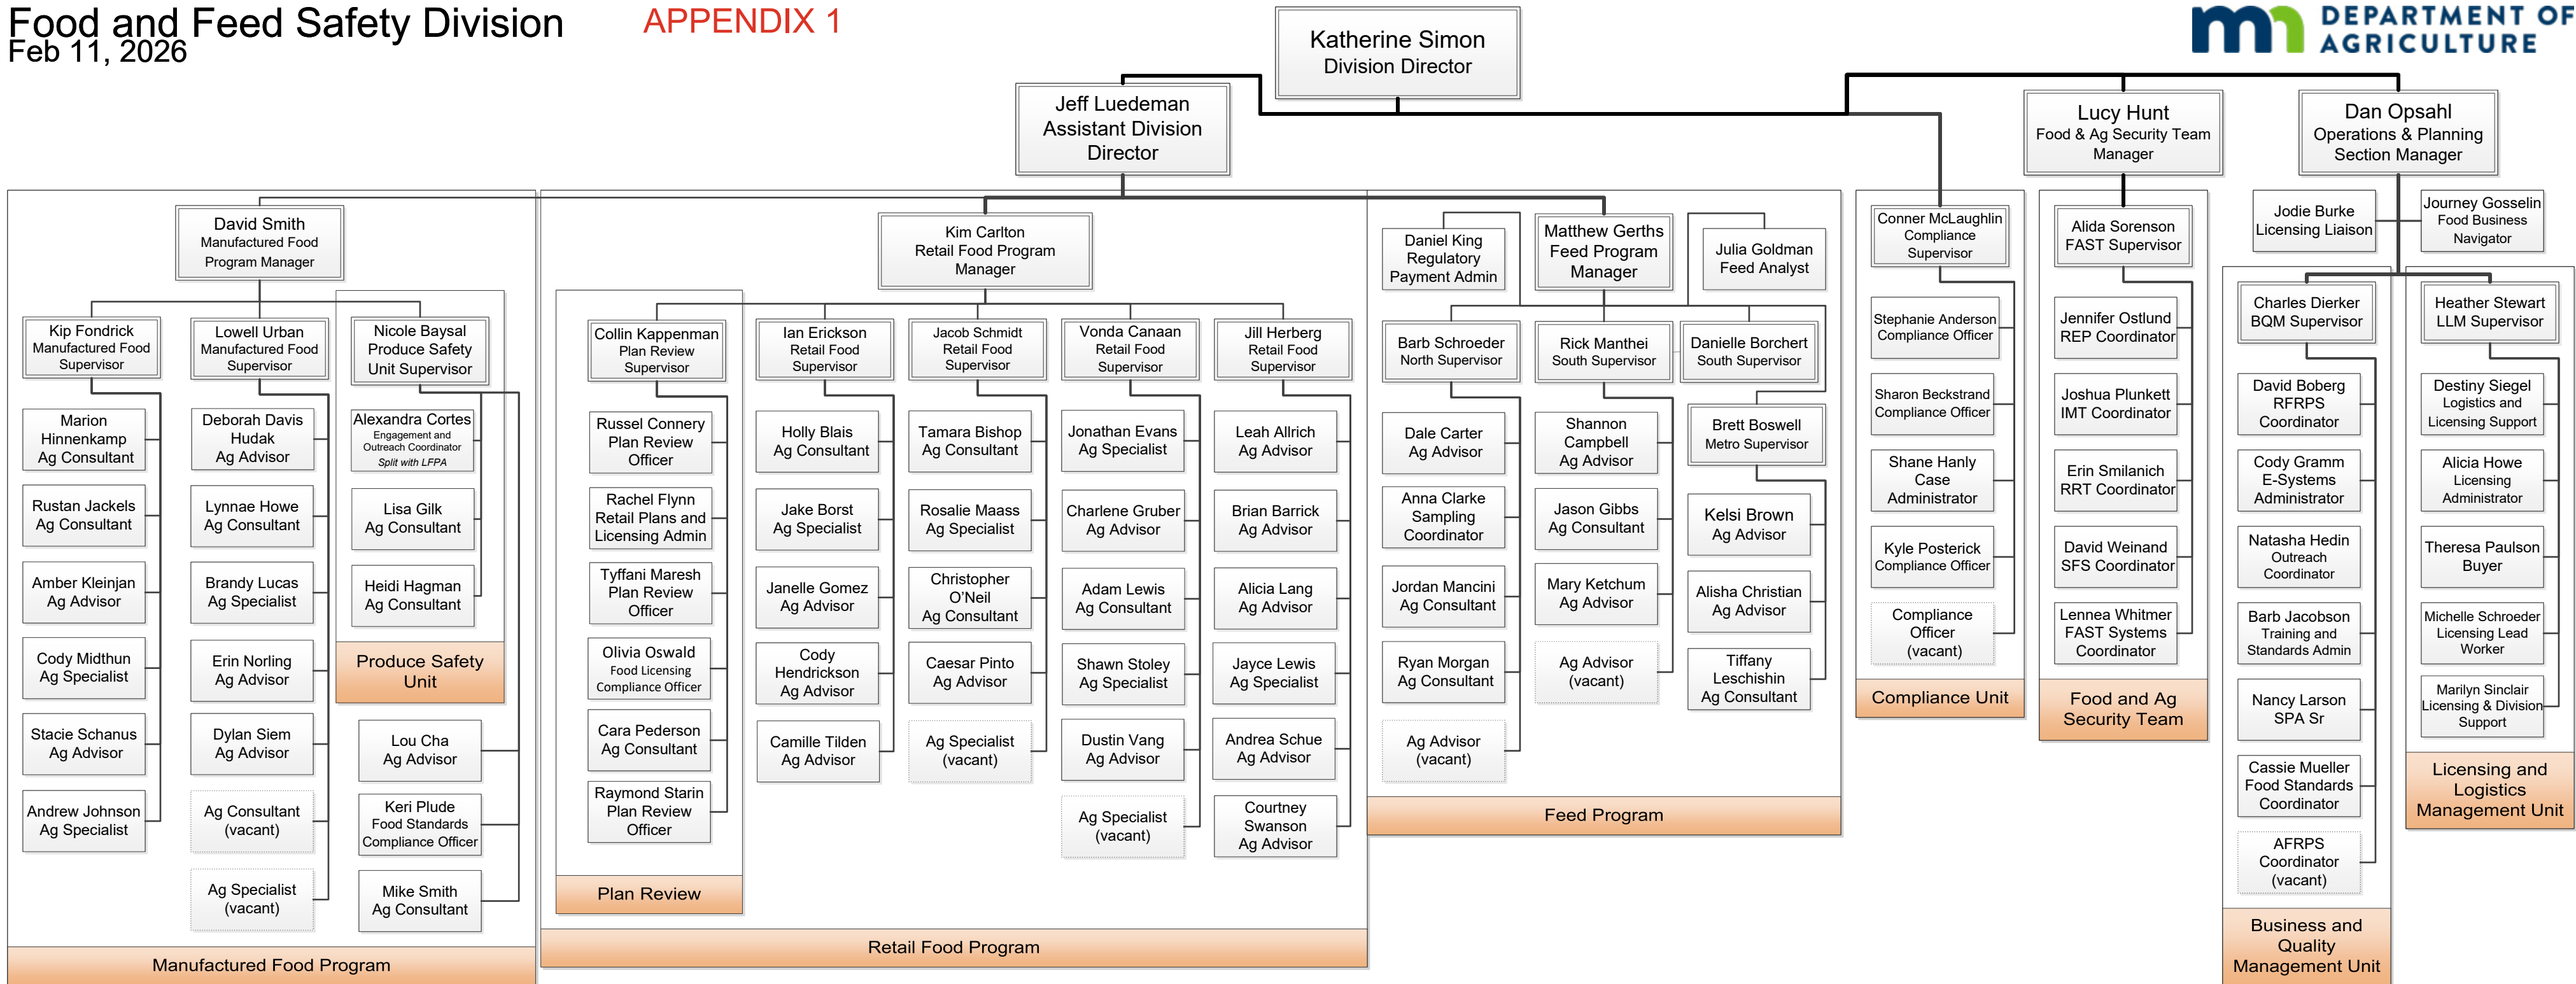 Food and Feed Safety Division
Feb 11, 2026
APPENDIX 1
DEPARTMENT OF
AGRICULTURE
Katherine Simon
Division Director
Jeff Luedeman
Assistant Division
Director
Lucy Hunt
Food & Ag Security Team
Manager
Dan Opsahl
Operations & Planning
Section Manager
David Smith
Manufactured Food
Program Manager
Kip Fondrick
Manufactured Food
Supervisor
Marion
Hinnenkamp
Ag Consultant
Rustan Jackels
Ag Consultant
Amber Kleinjan
Ag Advisor
Cody Midthun
Ag Specialist
Stacie Schanus
Ag Advisor
Andrew Johnson
Ag Specialist
Lowell Urban
Manufactured Food
Supervisor
Deborah Davis
Hudak
Ag Advisor
Lynnae Howe
Ag Consultant
Brandy Lucas
Ag Specialist
Erin Norling
Ag Advisor
Dylan Siem
Ag Advisor
Ag Consultant
(vacant)
Ag Specialist
(vacant)
Nicole Baysal
Produce Safety
Unit Supervisor
Alexandra Cortes
Engagement and
Outreach Coordinator
Split with LFPA
Lisa Gilk
Ag Consultant
Heidi Hagman
Ag Consultant
Produce Safety
Unit
Lou Cha
Ag Advisor
Keri Plude
Food Standards
Compliance Officer
Mike Smith
Ag Consultant
Manufactured Food Program
Kim Carlton
Retail Food Program
Manager
Collin Kappenman
Plan Review
Supervisor
Russel Connery
Plan Review
Officer
Rachel Flynn
Retail Plans and
Licensing Admin
Tyffani Maresh
Plan Review
Officer
Olivia Oswald
Food Licensing
Compliance Officer
Cara Pederson
Ag Consultant
Raymond Starin
Plan Review
Officer
Plan Review
Ian Erickson
Retail Food
Supervisor
Holly Blais
Ag Consultant
Jake Borst
Ag Specialist
Janelle Gomez
Ag Advisor
Cody
Hendrickson
Ag Advisor
Camille Tilden
Ag Advisor
Jacob Schmidt
Retail Food
Supervisor
Tamara Bishop
Ag Consultant
Rosalie Maass
Ag Specialist
Christopher
O'Neil
Ag Consultant
Caesar Pinto
Ag Advisor
Ag Specialist
(vacant)
Vonda Canaan
Retail Food
Supervisor
Jonathan Evans
Ag Specialist
Charlene Gruber
Ag Advisor
Adam Lewis
Ag Consultant
Shawn Stoley
Ag Specialist
Dustin Vang
Ag Advisor
Ag Specialist
(vacant)
Jill Herberg
Retail Food
Supervisor
Leah Allrich
Ag Advisor
Brian Barrick
Ag Advisor
Alicia Lang
Ag Advisor
Jayce Lewis
Ag Specialist
Andrea Schue
Ag Advisor
Courtney
Swanson
Ag Advisor
Retail Food Program
Daniel King
Regulatory
Payment Admin
Matthew Gerths
Feed Program
Manager
Julia Goldman
Feed Analyst
Barb Schroeder
North Supervisor
Dale Carter
Ag Advisor
Anna Clarke
Sampling
Coordinator
Jordan Mancini
Ag Consultant
Ryan Morgan
Ag Consultant
Ag Advisor
(vacant)
Rick Manthei
South Supervisor
Shannon
Campbell
Ag Advisor
Jason Gibbs
Ag Consultant
Mary Ketchum
Ag Advisor
Ag Advisor
(vacant)
Danielle Borchert
South Supervisor
Brett Boswell
Metro Supervisor
Kelsi Brown
Ag Advisor
Alisha Christian
Ag Advisor
Tiffany
Leschishin
Ag Consultant
Feed Program
Conner McLaughlin
Compliance
Supervisor
Stephanie Anderson
Compliance Officer
Sharon Beckstrand
Compliance Officer
Shane Hanly
Case
Administrator
Kyle Posterick
Compliance Officer
Compliance
Officer
(vacant)
Compliance Unit
Alida Sorenson
FAST Supervisor
Jennifer Ostlund
REP Coordinator
Joshua Plunkett
IMT Coordinator
Erin Smilanich
RRT Coordinator
David Weinand
SFS Coordinator
Lennea Whitmer
FAST Systems
Coordinator
Food and Ag
Security Team
Jodie Burke
Licensing Liaison
Journey Gosselin
Food Business
Navigator
Charles Dierker
BQM Supervisor
David Boberg
RFRPS
Coordinator
Cody Gramm
E-Systems
Administrator
Natasha Hedin
Outreach
Coordinator
Barb Jacobson
Training and
Standards Admin
Nancy Larson
SPA Sr
Cassie Mueller
Food Standards
Coordinator
AFRPS
Coordinator
(vacant)
Business and
Quality
Management Unit
Heather Stewart
LLM Supervisor
Destiny Siegel
Logistics and
Licensing Support
Alicia Howe
Licensing
Administrator
Theresa Paulson
Buyer
Michelle Schroeder
Licensing Lead
Worker
Marilyn Sinclair
Licensing & Division
Support
Licensing and
Logistics
Management Unit